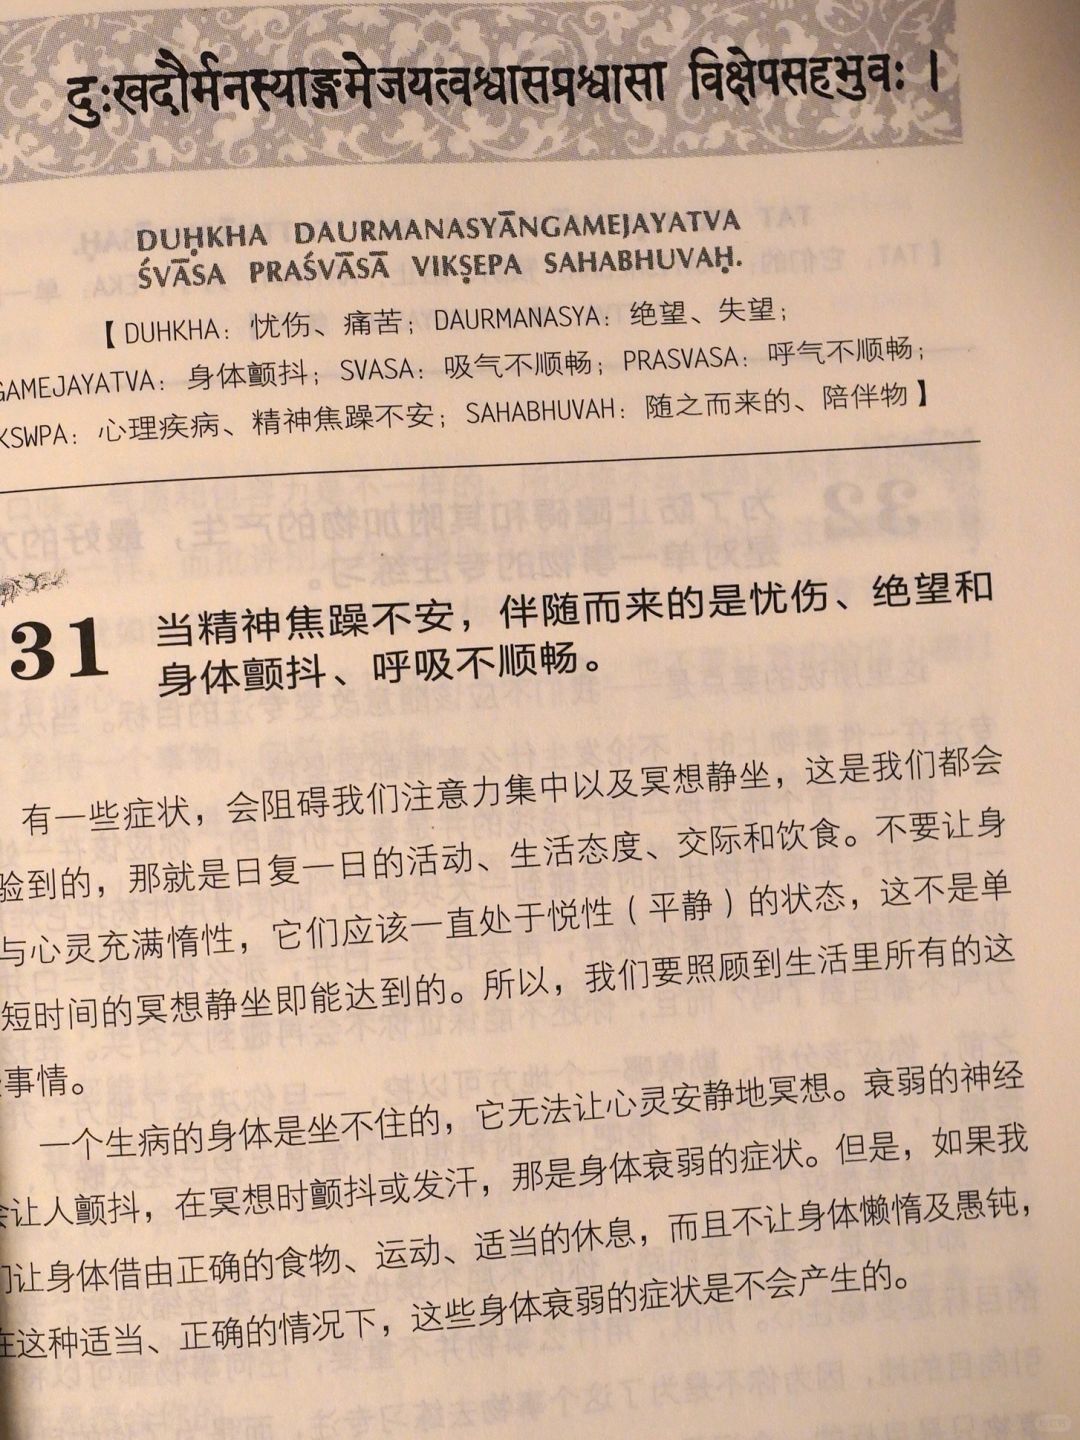 दुःखदौर्मनस्याङ्गमेजयत्वश्वासप्रश्वासा विक्षेपसहभुवः ।
DUḤKHA DAURMANASYĀNGAMEJAYATVA
ŚVĀSA PRAŚVĀSĀ VIKṢEPA SAHABHUVAḤ.
【 DUHKHA：忧伤、痛苦；DAURMANASYA：绝望、失望；
GAMEJAYATVA：身体颤抖；SVASA：吸气不顺畅；PRASVASA：呼气不顺畅；
KSWPA：心理疾病、精神焦躁不安；SAHABHUVAH：随之而来的、陪伴物 】
31 当精神焦躁不安，伴随而来的是忧伤、绝望和
身体颤抖、呼吸不顺畅。
有一些症状，会阻碍我们注意力集中以及冥想静坐，这是我们都会
验到的，那就是日复一日的活动、生活态度、交际和饮食。不要让身
与心灵充满惰性，它们应该一直处于悦性（平静）的状态，这不是单
短时间的冥想静坐即能达到的。所以，我们要照顾到生活里所有的这
事情。
一个生病的身体是坐不住的，它无法让心灵安静地冥想。衰弱的神经
会让人颤抖，在冥想时颤抖或发汗，那是身体衰弱的症状。但是，如果我
们让身体借由正确的食物、运动、适当的休息，而且不让身体懒惰及愚钝，
在这种适当、正确的情况下，这些身体衰弱的症状是不会产生的。